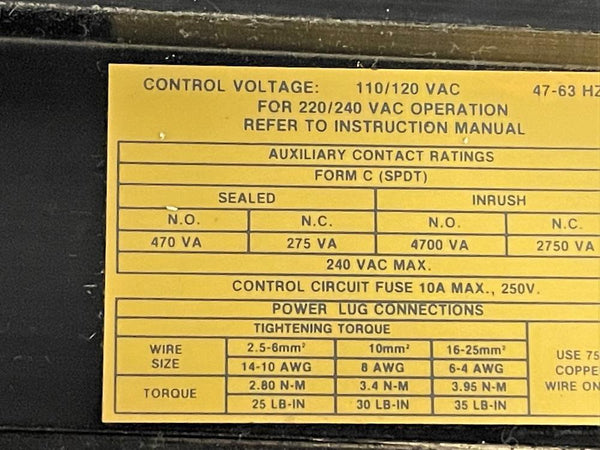 CONTROL VOLTAGE: 110/120 VAC 47-63 HZ
FOR 220/240 VAC OPERATION
REFER TO INSTRUCTION MANUAL
AUXILIARY CONTACT RATINGS
FORM C (SPDT)
SEALED INRUSH
N.O. N.C. N.O. N.C.
470 VA 275 VA 4700 VA 2750 VA
240 VAC MAX.
CONTROL CIRCUIT FUSE 10A MAX., 250V.
POWER LUG CONNECTIONS
TIGHTENING TORQUE
WIRE SIZE 2.5-6mm² 10mm² 16-25mm²
14-10 AWG 8 AWG 6-4 AWG
TORQUE 2.80 N-M 3.4 N-M 3.95 N-M
25 LB-IN 30 LB-IN 35 LB-IN
USE 75
COPPE
WIRE ON